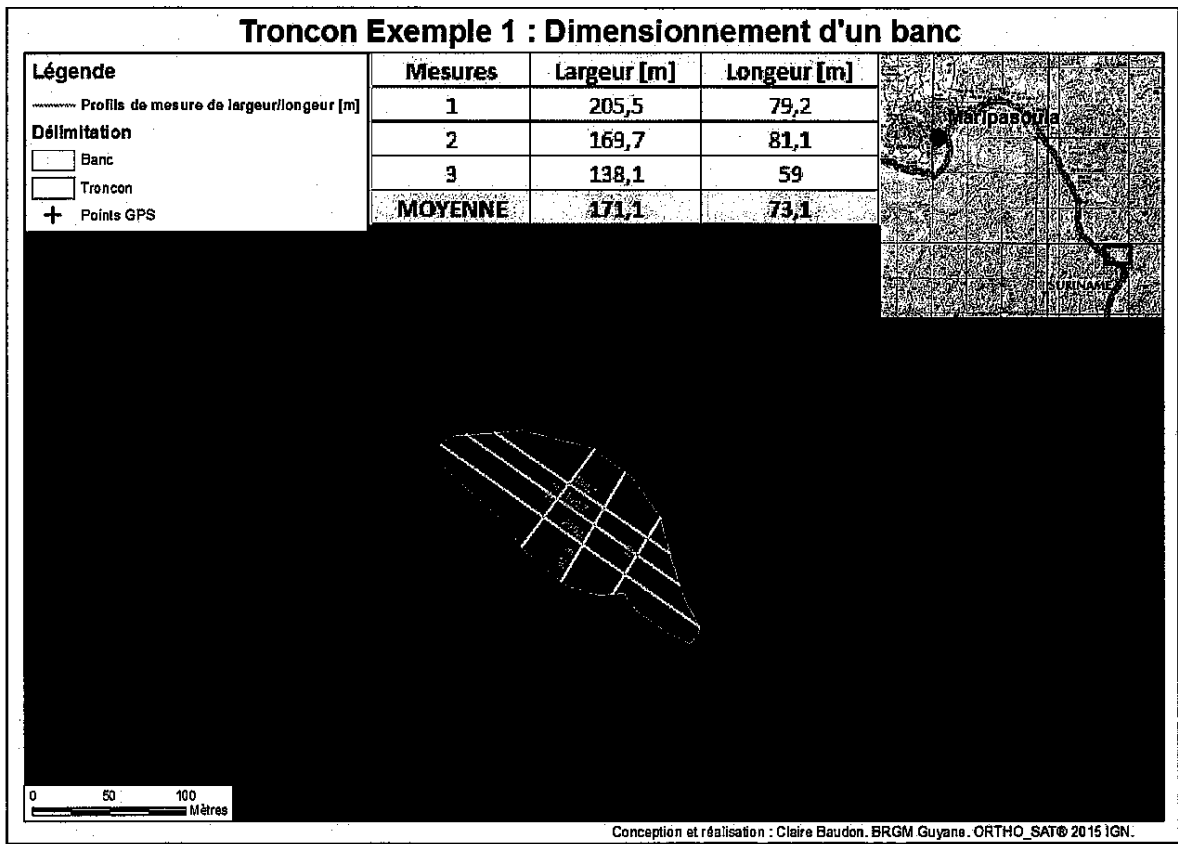 Troncon Exemple 1 : Dimensionnement d'un banc
Légende
Profils de mesure de largeur/longeur [m]
Délimitation
Banc
Troncon
Points GPS
Mesures Largeur [m] Longeur [m]
1 205,5 79,2
2 169,7 81,1
3 138,1 59
MOYENNE 171,1 73,1
Maripasoula
SURINAME
0 50 100
Mètres
Conception et réalisation : Claire Baudon. BRGM Guyane. ORTHO_SAT® 2015 IGN.